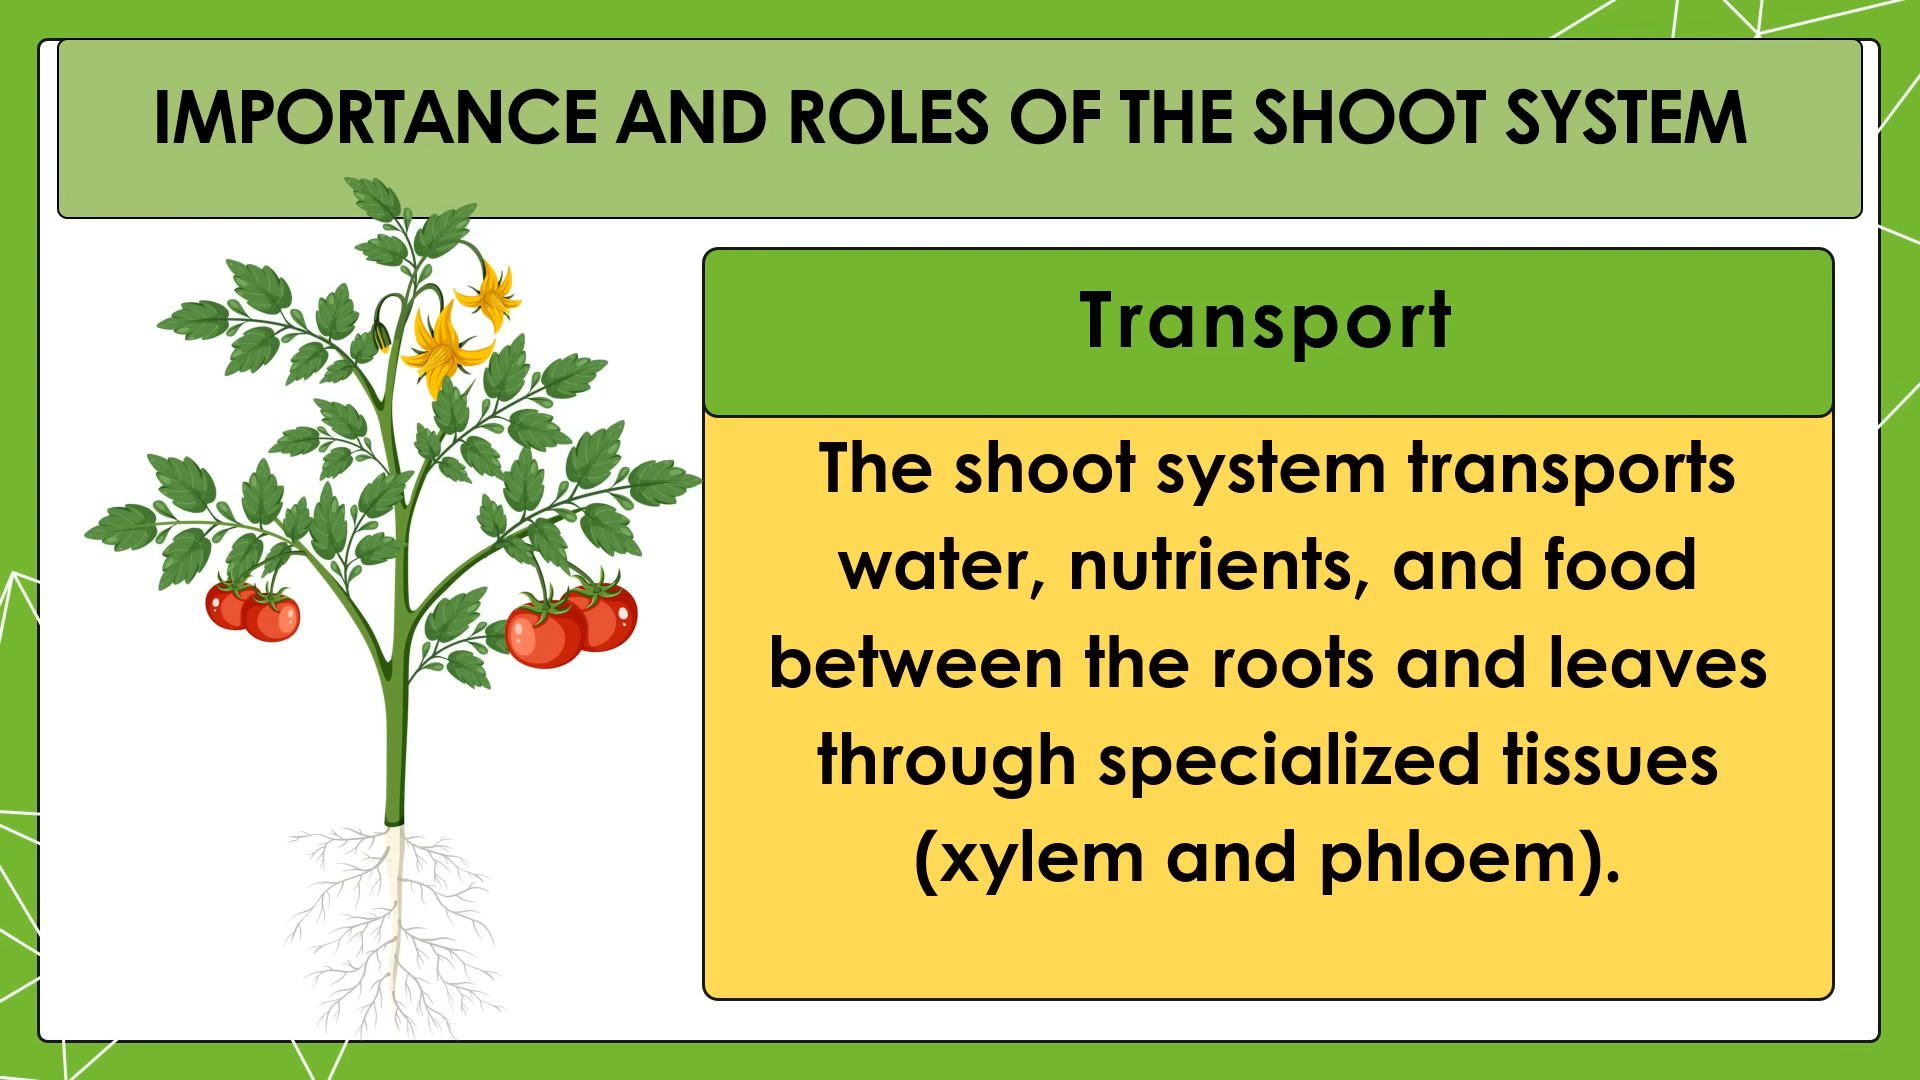 IMPORTANCE AND ROLES OF THE SHOOT SYSTEM
Transport
The shoot system transports
water, nutrients, and food
between the roots and leaves
through specialized tissues
(xylem and phloem).